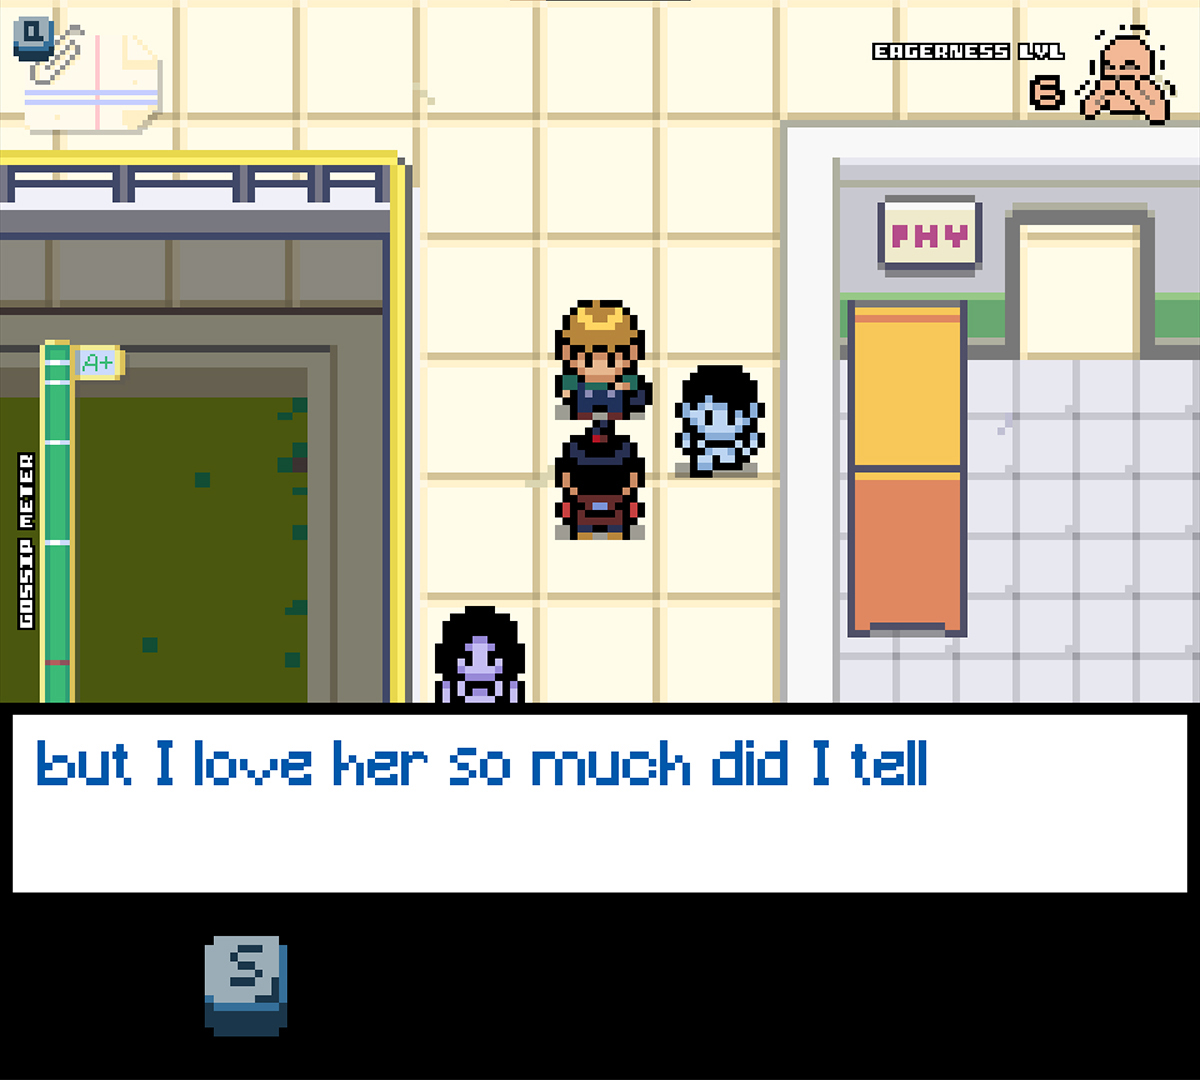 P
EAGERNESS LVL
6
PHY
A+
GOSSIP METER
but I love her so much did I tell
S